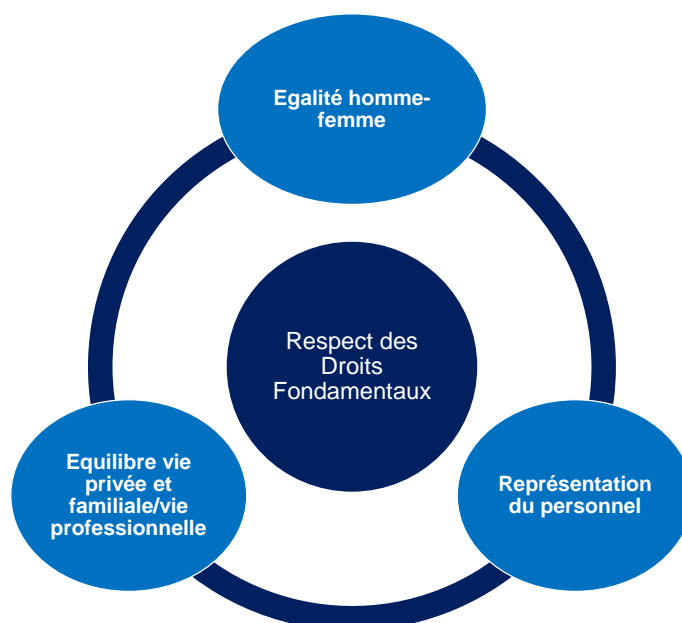 Egalité homme-
femme
Respect des
Droits
Fondamentaux
Equilibre vie
privée et
familiale/vie
professionnelle
Représentation
du personnel